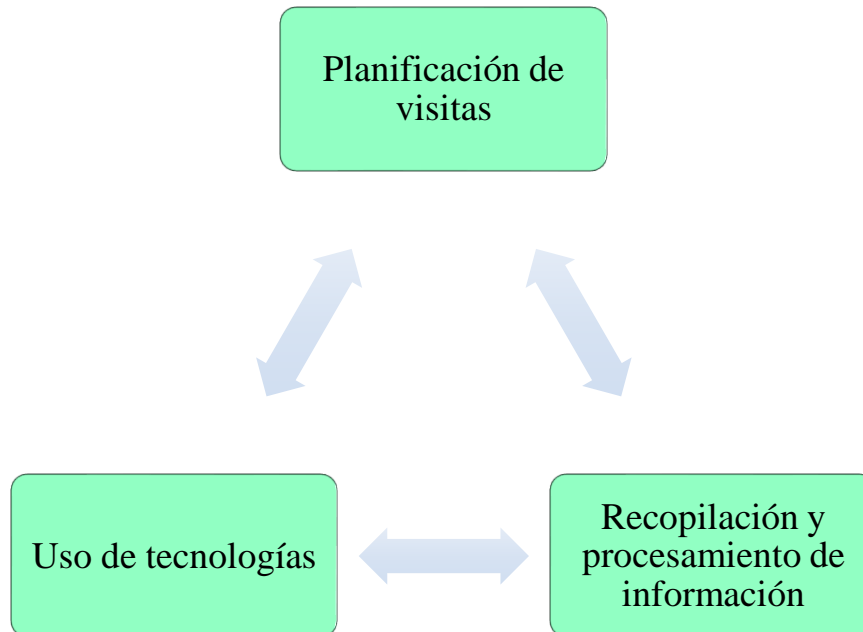 Planificación de
visitas
Uso de tecnologías
Recopilación y
procesamiento de
información